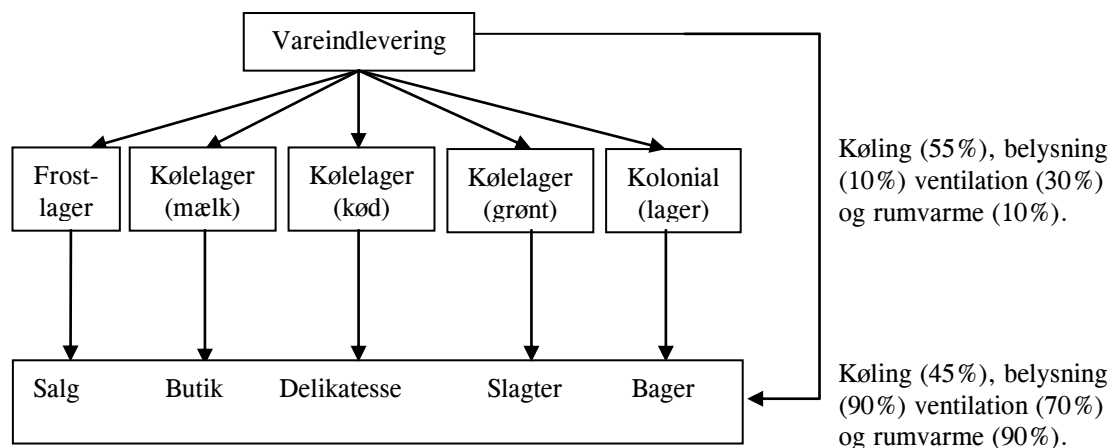 Vareindlevering
Frost-
lager
Kølelager
(mælk)
Kølelager
(kød)
Kølelager
(grønt)
Kolonial
(lager)
Køling (55%), belysning
(10%) ventilation (30%)
og rumvarme (10%).
Salg Butik Delikatesse Slagter Bager
Køling (45%), belysning
(90%) ventilation (70%)
og rumvarme (90%).